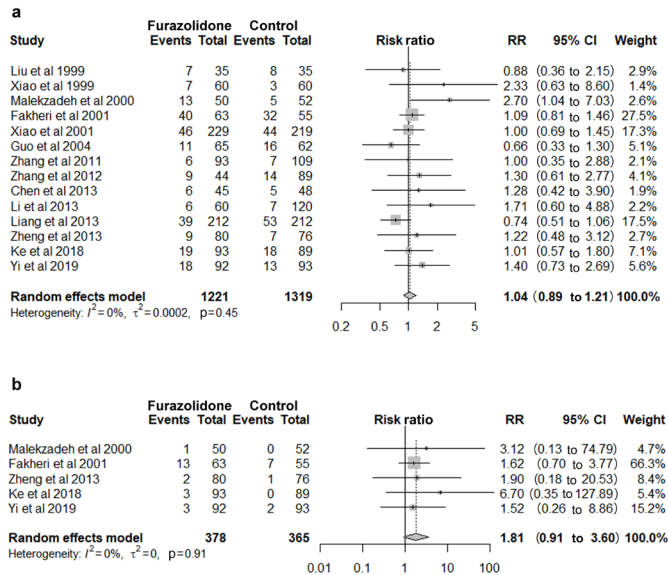 a
Furazolidone Control
Study Events Total Events Total Risk ratio RR 95% CI Weight
Liu et al 1999 7 35 8 35 0.88 (0.36 to 2.15) 2.9%
Xiao et al 1999 7 60 3 60 2.33 (0.63 to 8.60) 1.4%
Malekzadeh et al 2000 13 50 5 52 2.70 (1.04 to 7.03) 2.6%
Fakheri et al 2001 40 63 32 55 1.09 (0.81 to 1.46) 27.5%
Xiao et al 2001 46 229 44 219 1.00 (0.69 to 1.45) 17.3%
Guo et al 2004 11 65 16 62 0.66 (0.33 to 1.30) 5.1%
Zhang et al 2011 6 93 7 109 1.00 (0.35 to 2.88) 2.1%
Zhang et al 2012 9 44 14 89 1.30 (0.61 to 2.77) 4.1%
Chen et al 2013 6 45 5 48 1.28 (0.42 to 3.90) 1.9%
Li et al 2013 6 60 7 120 1.71 (0.60 to 4.88) 2.2%
Liang et al 2013 39 212 53 212 0.74 (0.51 to 1.06) 17.5%
Zheng et al 2013 9 80 7 76 1.22 (0.48 to 3.12) 2.7%
Ke et al 2018 19 93 18 89 1.01 (0.57 to 1.80) 7.1%
Yi et al 2019 18 92 13 93 1.40 (0.73 to 2.69) 5.6%
Random effects model 1221 1319 1.04 (0.89 to 1.21) 100.0%
Heterogeneity: I²=0%, τ²=0.0002, p=0.45
0.2 0.5 1 2 5
b
Furazolidone Control
Study Events Total Events Total Risk ratio RR 95% CI Weight
Malekzadeh et al 2000 1 50 0 52 3.12 (0.13 to 74.79) 4.7%
Fakheri et al 2001 13 63 7 55 1.62 (0.70 to 3.77) 66.3%
Zheng et al 2013 2 80 1 76 1.90 (0.18 to 20.53) 8.4%
Ke et al 2018 3 93 0 89 6.70 (0.35 to 127.89) 5.4%
Yi et al 2019 3 92 2 93 1.52 (0.26 to 8.86) 15.2%
Random effects model 378 365 1.81 (0.91 to 3.60) 100.0%
Heterogeneity: I²=0%, τ²=0, p=0.91
0.01 0.1 1 10 100